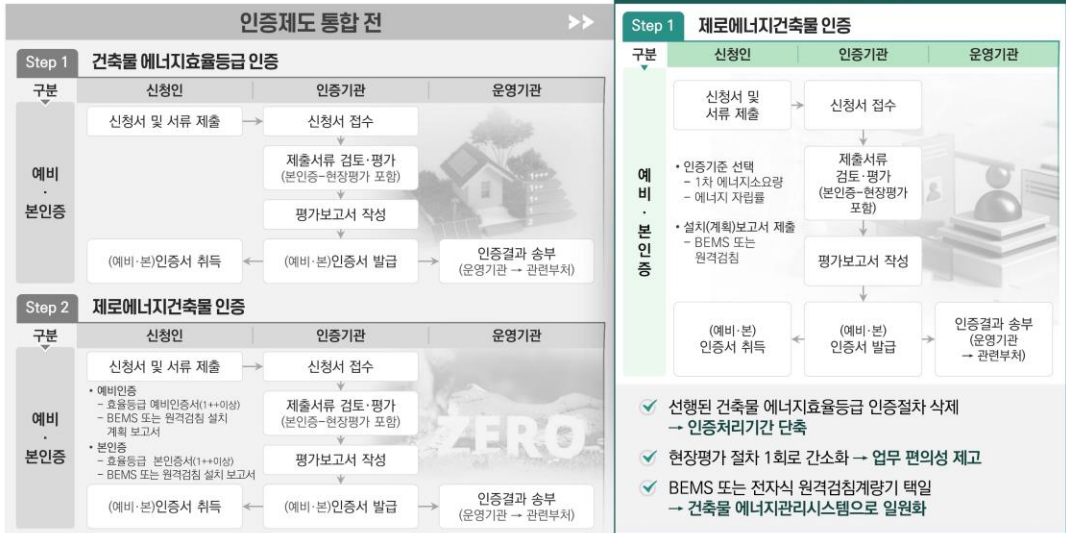 인증제도 통합 전
Step 1 건축물 에너지효율등급 인증
구분 신청인 인증기관 운영기관
예비·본인증
신청서 및 서류 제출 → 신청서 접수
제출서류 검토·평가
(본인증–현장평가 포함)
평가보고서 작성
(예비·본)인증서 취득 ← (예비·본)인증서 발급 → 인증결과 송부
(운영기관 → 관련부처)
Step 2 제로에너지건축물 인증
구분 신청인 인증기관 운영기관
예비·본인증
신청서 및 서류 제출 → 신청서 접수
• 예비인증
– 효율등급 예비인증서(1++이상)
– BEMS 또는 원격검침 설치
계획 보고서
• 본인증
– 효율등급 본인증서(1++이상)
– BEMS 또는 원격검침 설치 보고서
제출서류 검토·평가
(본인증–현장평가 포함)
평가보고서 작성
ZERO
(예비·본)인증서 취득 ← (예비·본)인증서 발급 → 인증결과 송부
(운영기관 → 관련부처)
Step 1 제로에너지건축물 인증
구분 신청인 인증기관 운영기관
예비·본인증
신청서 및
서류 제출
→ 신청서 접수
• 인증기준 선택
– 1차 에너지소요량
– 에너지 자립률
• 설치(계획)보고서 제출
– BEMS 또는
원격검침
제출서류
검토·평가
(본인증–현장평가
포함)
평가보고서 작성
(예비·본)
인증서 취득
← (예비·본)
인증서 발급
→ 인증결과 송부
(운영기관
→ 관련부처)
선행된 건축물 에너지효율등급 인증절차 삭제
→ 인증처리기간 단축
현장평가 절차 1회로 간소화 → 업무 편의성 제고
BEMS 또는 전자식 원격검침계량기 택일
→ 건축물 에너지관리시스템으로 일원화